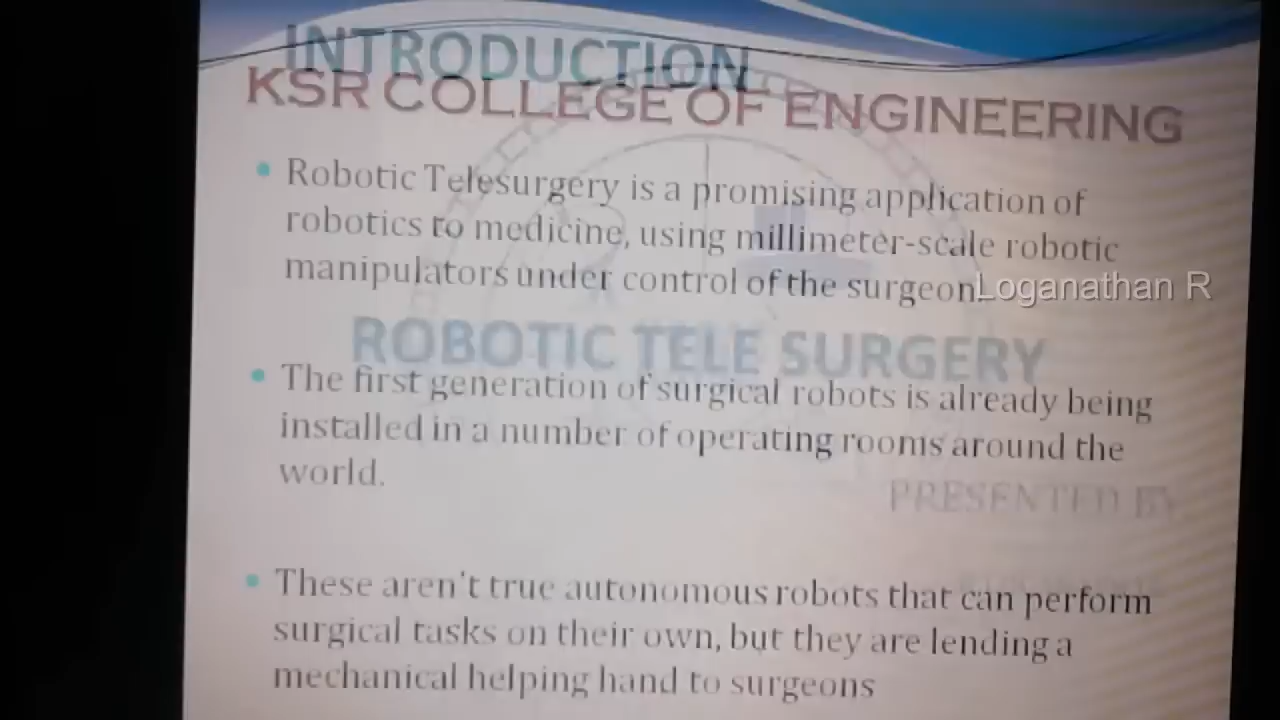 INTRODUCTION
KSR COLLEGE OF ENGINEERING
• Robotic Telesurgery is a promising application of
robotics to medicine, using millimeter-scale robotic
manipulators under control of the surgeon.
Loganathan R
ROBOTIC TELE SURGERY
• The first generation of surgical robots is already being
installed in a number of operating rooms around the
world.
PRESENTED BY
• These aren't true autonomous robots that can perform
surgical tasks on their own, but they are lending a
mechanical helping hand to surgeons